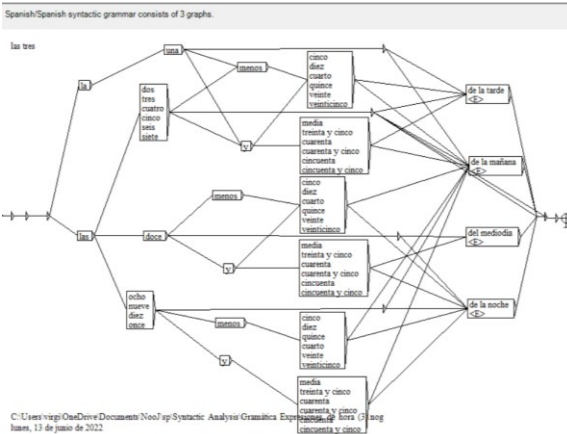 Spanish/Spanish syntactic grammar consists of 3 graphs.
las tres
la
una
menos
y
cinco
diez
cuarto
quince
veinte
veinticinco
media
treinta y cinco
cuarenta
cuarenta y cinco
cincuenta
cincuenta y cinco
dos
tres
cuatro
cinco
seis
siete
de la tarde
<E>
de la mañana
<E>
las
doce
menos
y
cinco
diez
cuarto
quince
veinte
veinticinco
media
treinta y cinco
cuarenta
cuarenta y cinco
cincuenta
cincuenta y cinco
del mediodia
<E>
ocho
nueve
diez
once
menos
y
cinco
diez
quince
cuarto
veinte
veinticinco
media
treinta y cinco
cuarenta
cuarenta y cinco
cincuenta
cincuenta y cinco
de la noche
<E>
C:\Users\virgi\OneDrive\Documents\NooJ\sp\Syntactic Analysis\Gramática Expresiones de hora (3).nog
lunes, 13 de junio de 2022